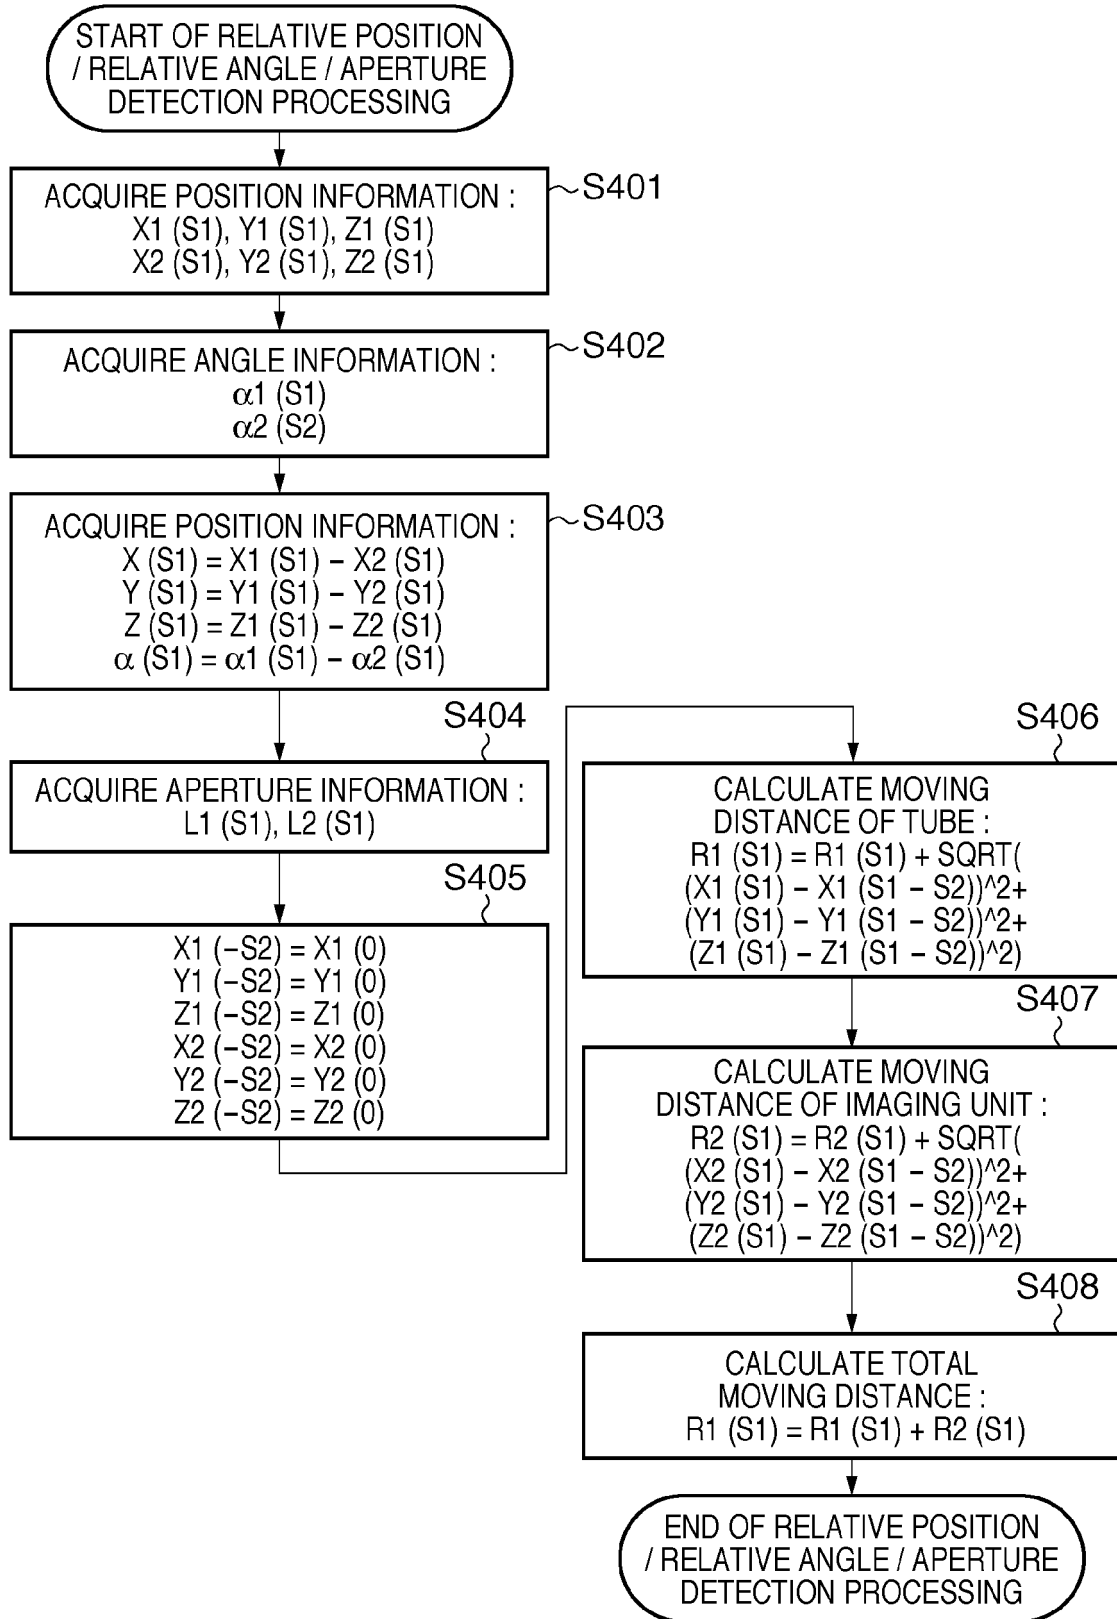 START OF RELATIVE POSITION
/ RELATIVE ANGLE / APERTURE
DETECTION PROCESSING
S401
ACQUIRE POSITION INFORMATION :
X1 (S1), Y1 (S1), Z1 (S1)
X2 (S1), Y2 (S1), Z2 (S1)
S402
ACQUIRE ANGLE INFORMATION :
α1 (S1)
α2 (S2)
S403
ACQUIRE POSITION INFORMATION :
X (S1) = X1 (S1) − X2 (S1)
Y (S1) = Y1 (S1) − Y2 (S1)
Z (S1) = Z1 (S1) − Z2 (S1)
α (S1) = α1 (S1) − α2 (S1)
S404
ACQUIRE APERTURE INFORMATION :
L1 (S1), L2 (S1)
S405
X1 (−S2) = X1 (0)
Y1 (−S2) = Y1 (0)
Z1 (−S2) = Z1 (0)
X2 (−S2) = X2 (0)
Y2 (−S2) = Y2 (0)
Z2 (−S2) = Z2 (0)
S406
CALCULATE MOVING
DISTANCE OF TUBE :
R1 (S1) = R1 (S1) + SQRT(
(X1 (S1) − X1 (S1 − S2))^2+
(Y1 (S1) − Y1 (S1 − S2))^2+
(Z1 (S1) − Z1 (S1 − S2))^2)
S407
CALCULATE MOVING
DISTANCE OF IMAGING UNIT :
R2 (S1) = R2 (S1) + SQRT(
(X2 (S1) − X2 (S1 − S2))^2+
(Y2 (S1) − Y2 (S1 − S2))^2+
(Z2 (S1) − Z2 (S1 − S2))^2)
S408
CALCULATE TOTAL
MOVING DISTANCE :
R1 (S1) = R1 (S1) + R2 (S1)
END OF RELATIVE POSITION
/ RELATIVE ANGLE / APERTURE
DETECTION PROCESSING